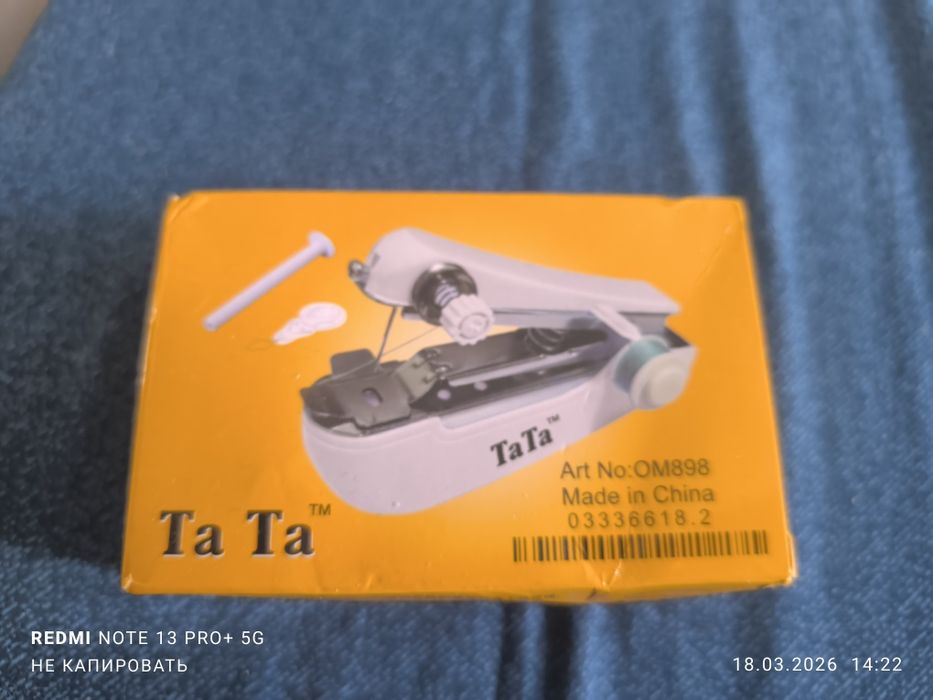 TaTa™
Art No:OM898
Made in China
03336618.2
Ta Ta™
REDMI NOTE 13 PRO+ 5G
НЕ КАПИРОВАТЬ
18.03.2026 14:22